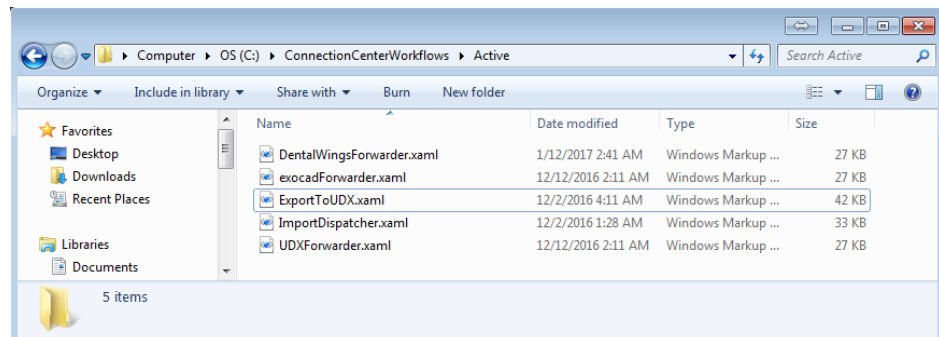 Computer OS (C:) ConnectionCenterWorkflows Active Search Active
Organize Include in library Share with Burn New folder
Favorites
Desktop
Downloads
Recent Places
Libraries
Documents
Name Date modified Type Size
DentalWingsForwarder.xaml 1/12/2017 2:41 AM Windows Markup ... 27 KB
exocadForwarder.xaml 12/12/2016 2:11 AM Windows Markup ... 27 KB
ExportToUDX.xaml 12/2/2016 4:11 AM Windows Markup ... 42 KB
ImportDispatcher.xaml 12/2/2016 1:28 AM Windows Markup ... 33 KB
UDXForwarder.xaml 12/12/2016 2:11 AM Windows Markup ... 27 KB
5 items